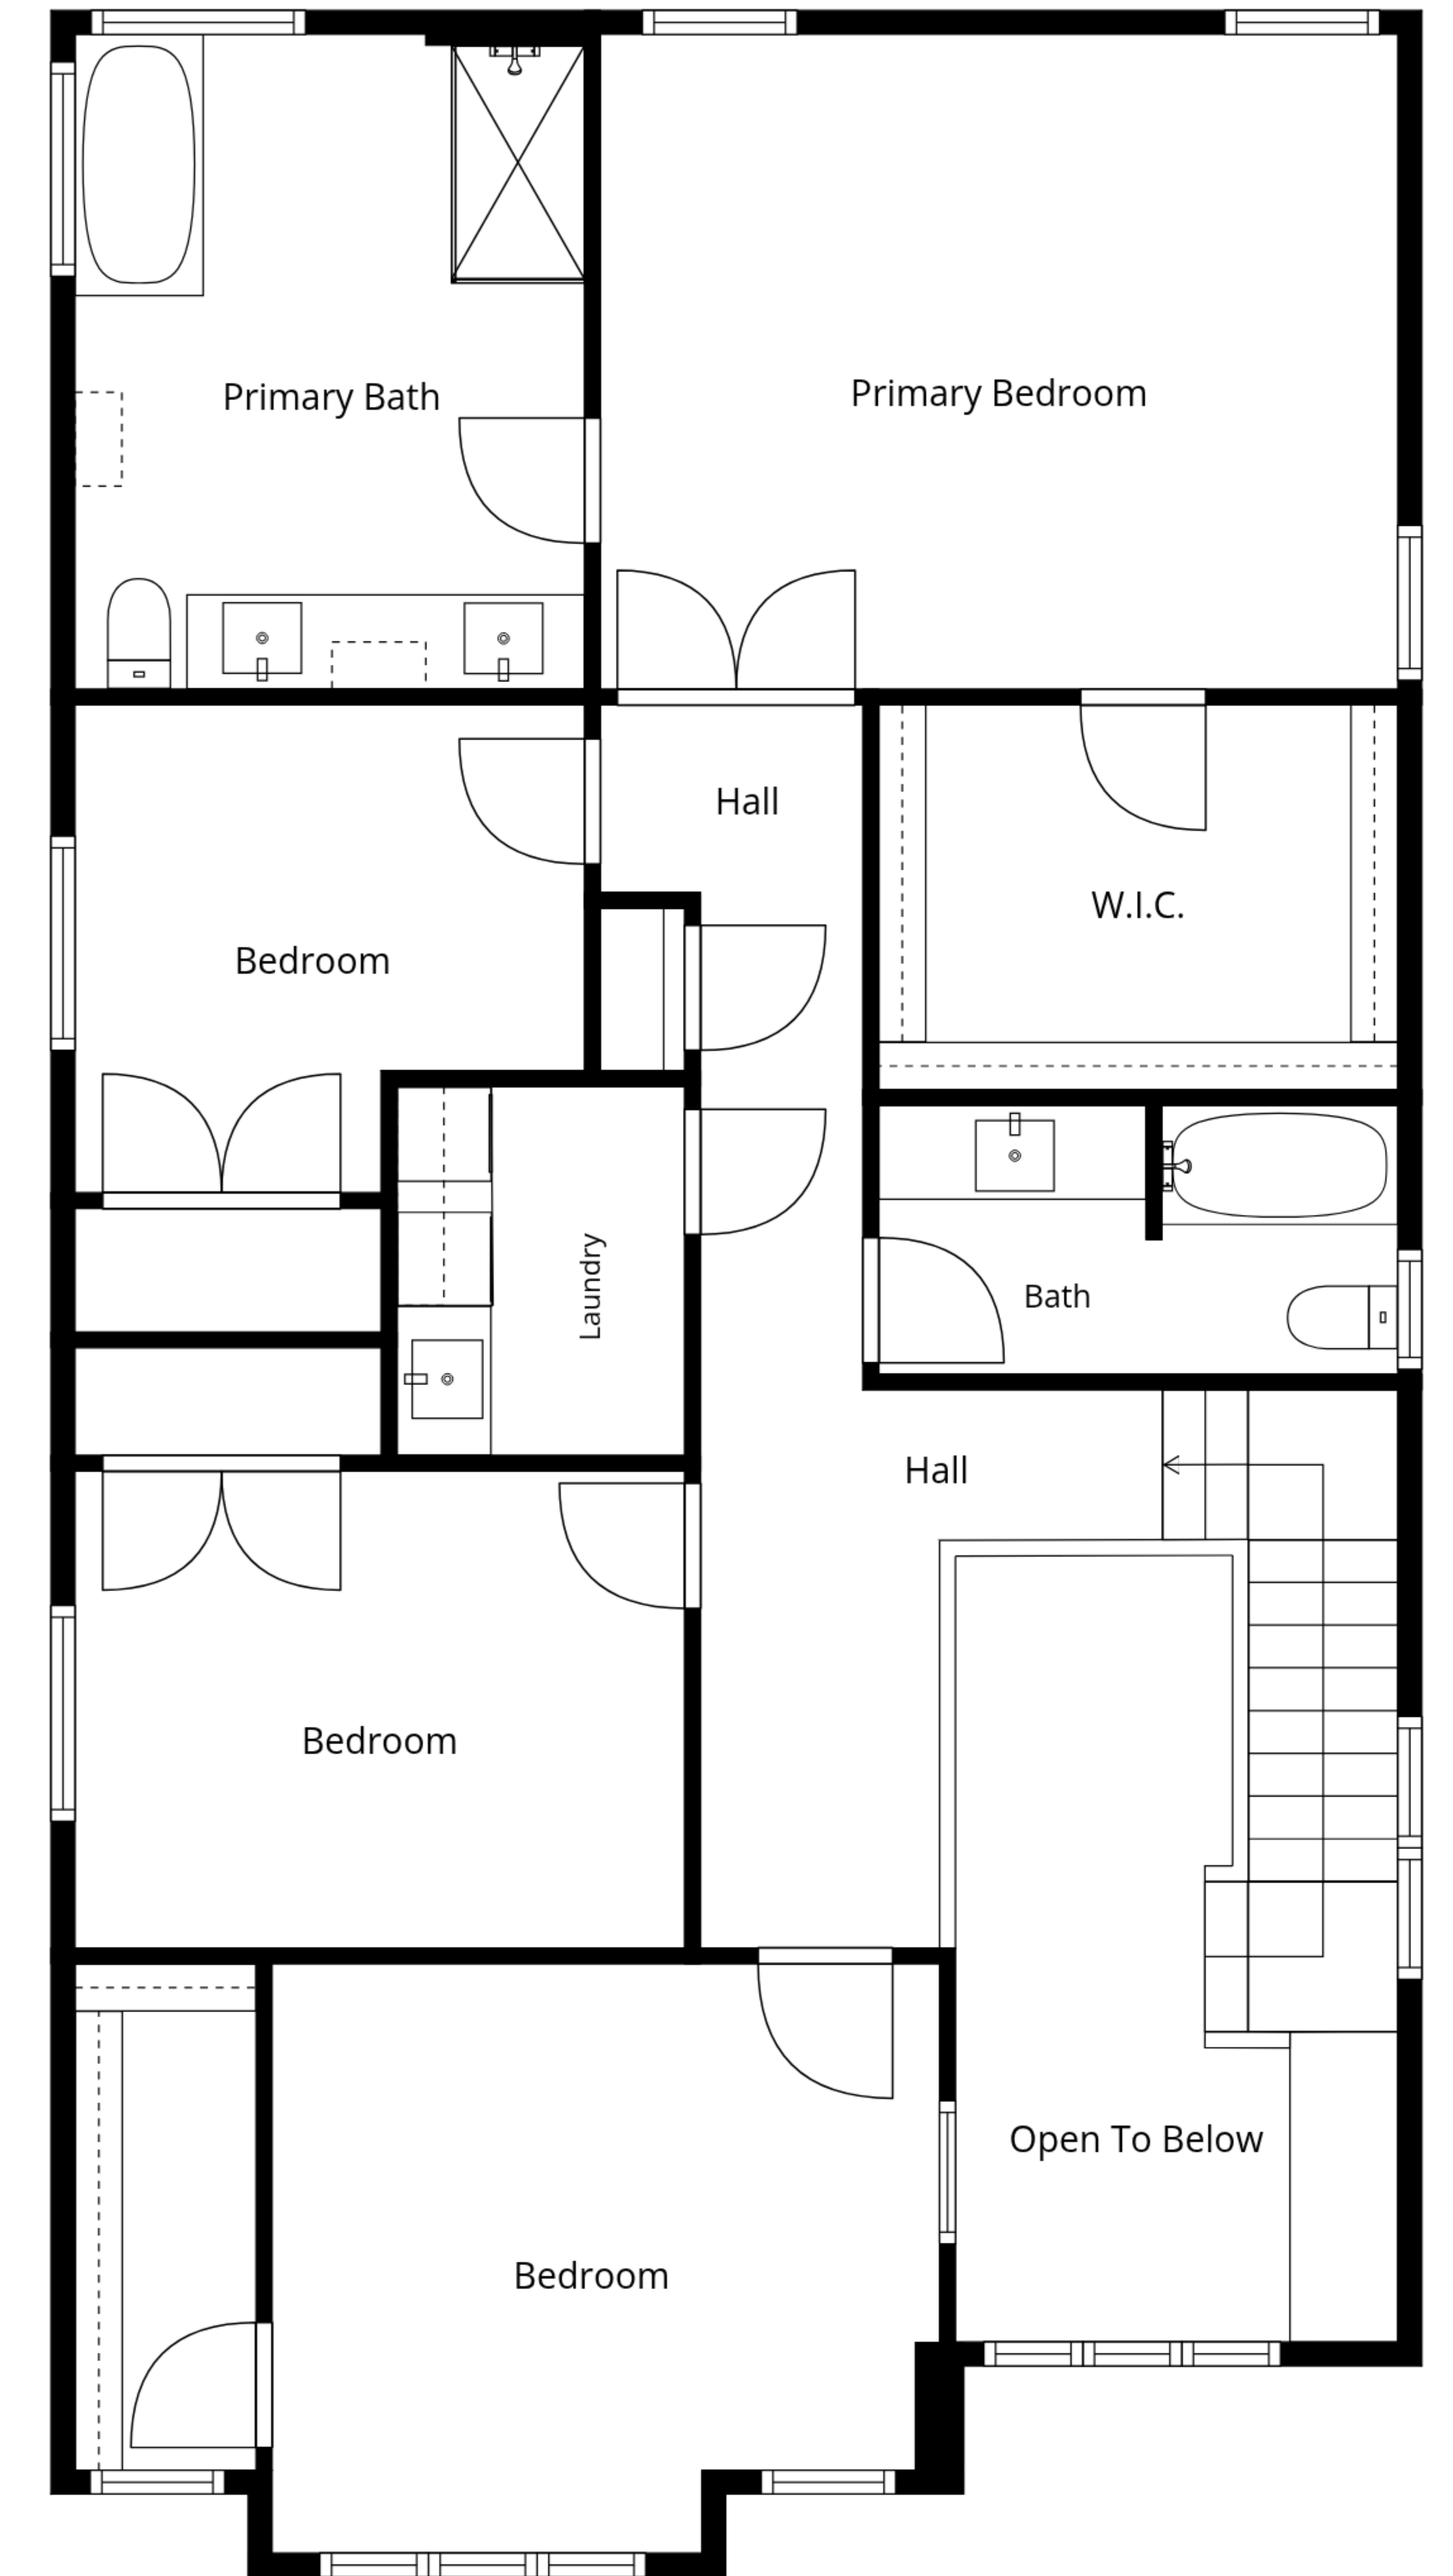 Primary Bath
Primary Bedroom
Hall
W.I.C.
Bedroom
Laundry
Bath
Hall
Bedroom
Open To Below
Bedroom